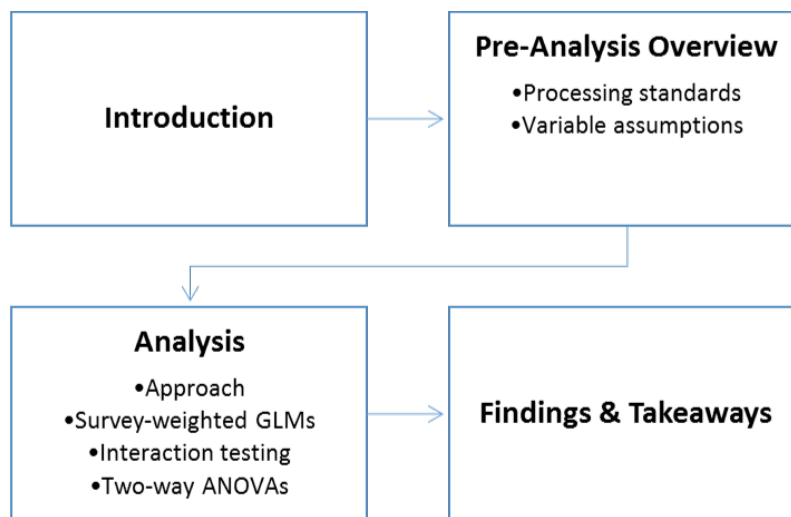 Introduction
Pre-Analysis Overview
•Processing standards
•Variable assumptions
Analysis
•Approach
•Survey-weighted GLMs
•Interaction testing
•Two-way ANOVAs
Findings & Takeaways